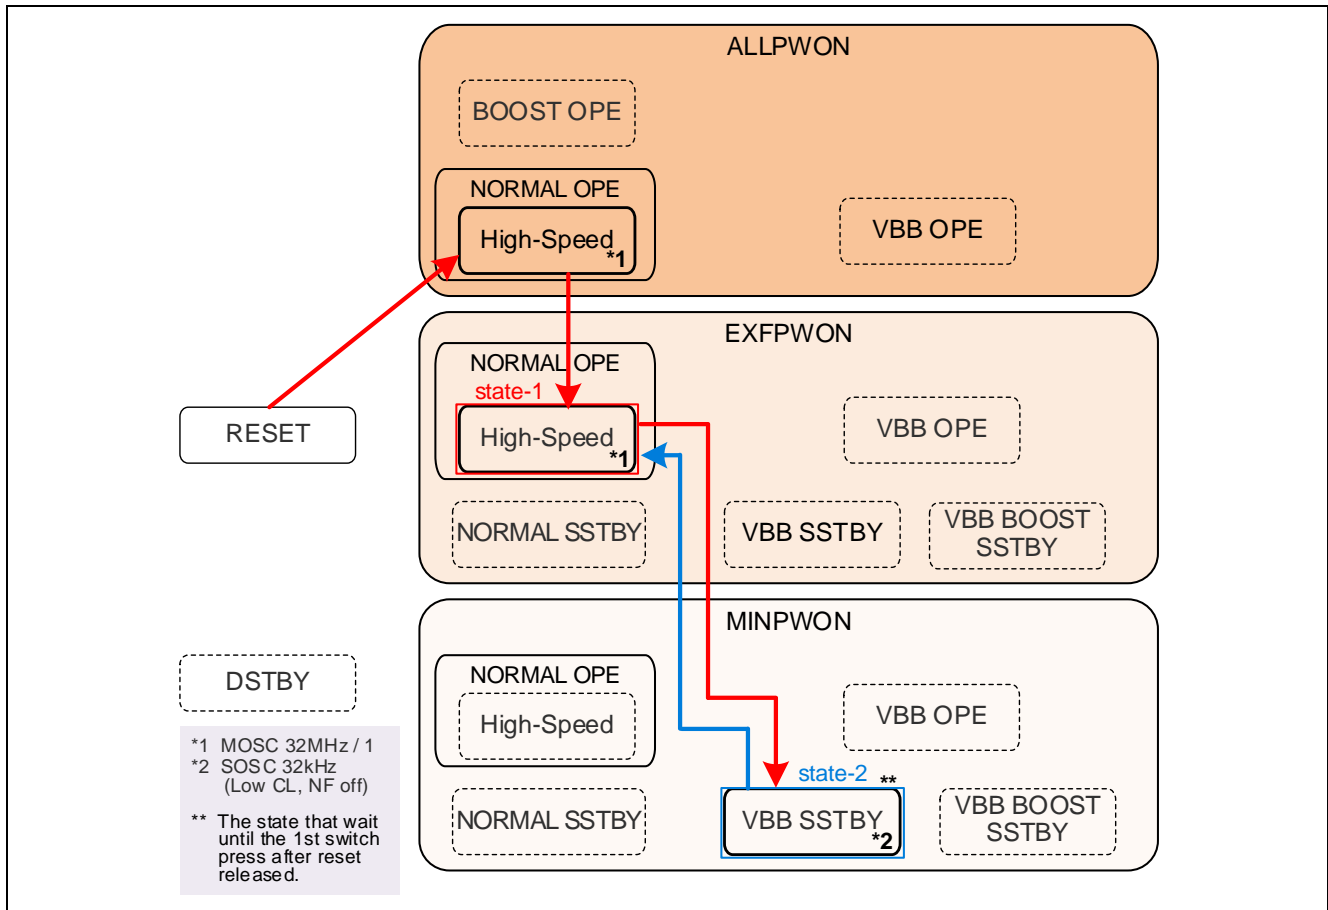 ALLPWON
BOOST OPE
NORMAL OPE
High-Speed
*1
VBB OPE
EXFPWON
NORMAL OPE
state-1
High-Speed
*1
VBB OPE
RESET
NORMAL SSTBY
VBB SSTBY
VBB BOOST
SSTBY
MINPWON
NORMAL OPE
High-Speed
VBB OPE
DSTBY
state-2
**
NORMAL SSTBY
VBB SSTBY
*2
VBB BOOST
SSTBY
*1 MOSC 32MHz / 1
*2 SOSC 32kHz
(Low CL, NF off)
** The state that wait
until the 1st switch
press after reset
released.